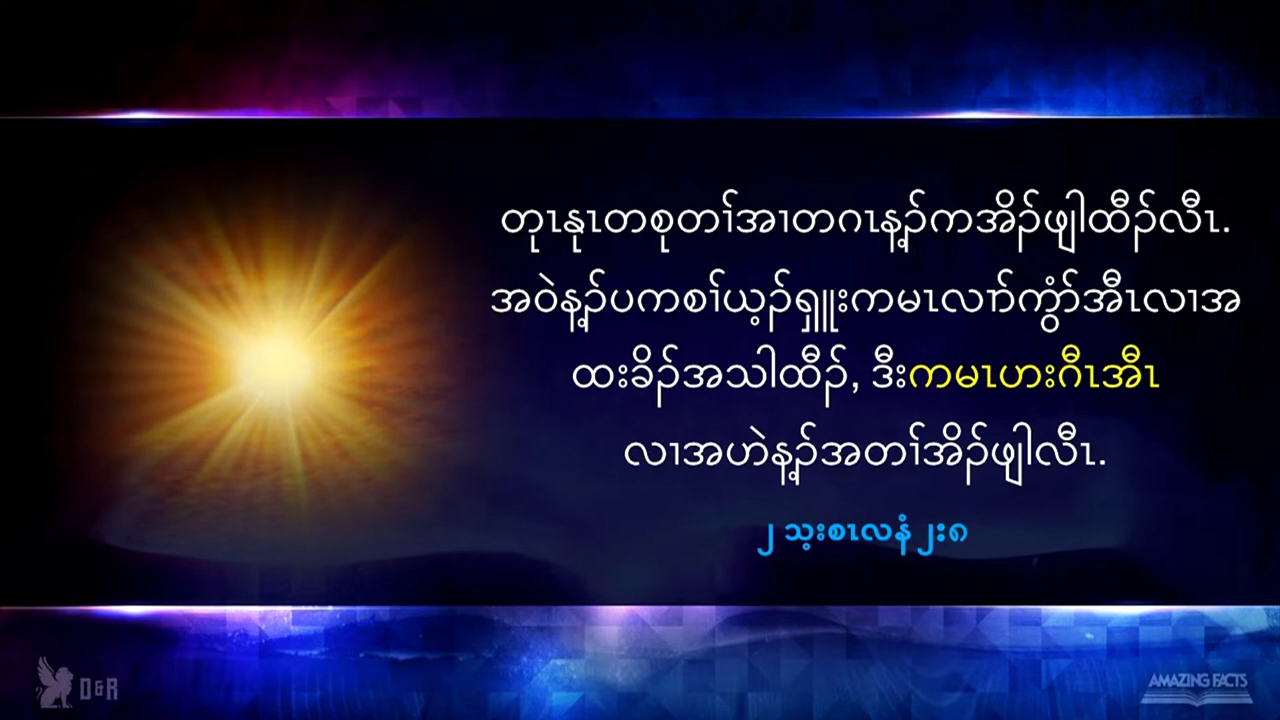 တုၤနုၤတစုတၢ်အၢတဂၤန့ၣ်ကအိၣ်ဖျါထီၣ်လီၤ.
အဝဲန့ၣ်ပကစၢ်ယ့ၣ်ရှူးကမၤလၢာ်ကွံာ်အီၤလၢအ
ထးခိၣ်အသါထီၣ်, ဒီးကမၤဟးဂီၤအီၤ
လၢအဟဲန့ၣ်အတၢ်အိၣ်ဖျါလီၤ.
၂ သ့းစၤလနံ ၂း၈
D&R
AMAZING FACTS